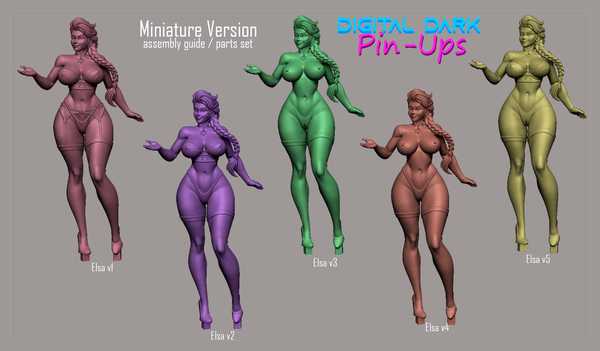 Miniature Version
assembly guide / parts set
DIGITAL DARK
Pin-Ups
Elsa v1
Elsa v2
Elsa v3
Elsa v4
Elsa v5